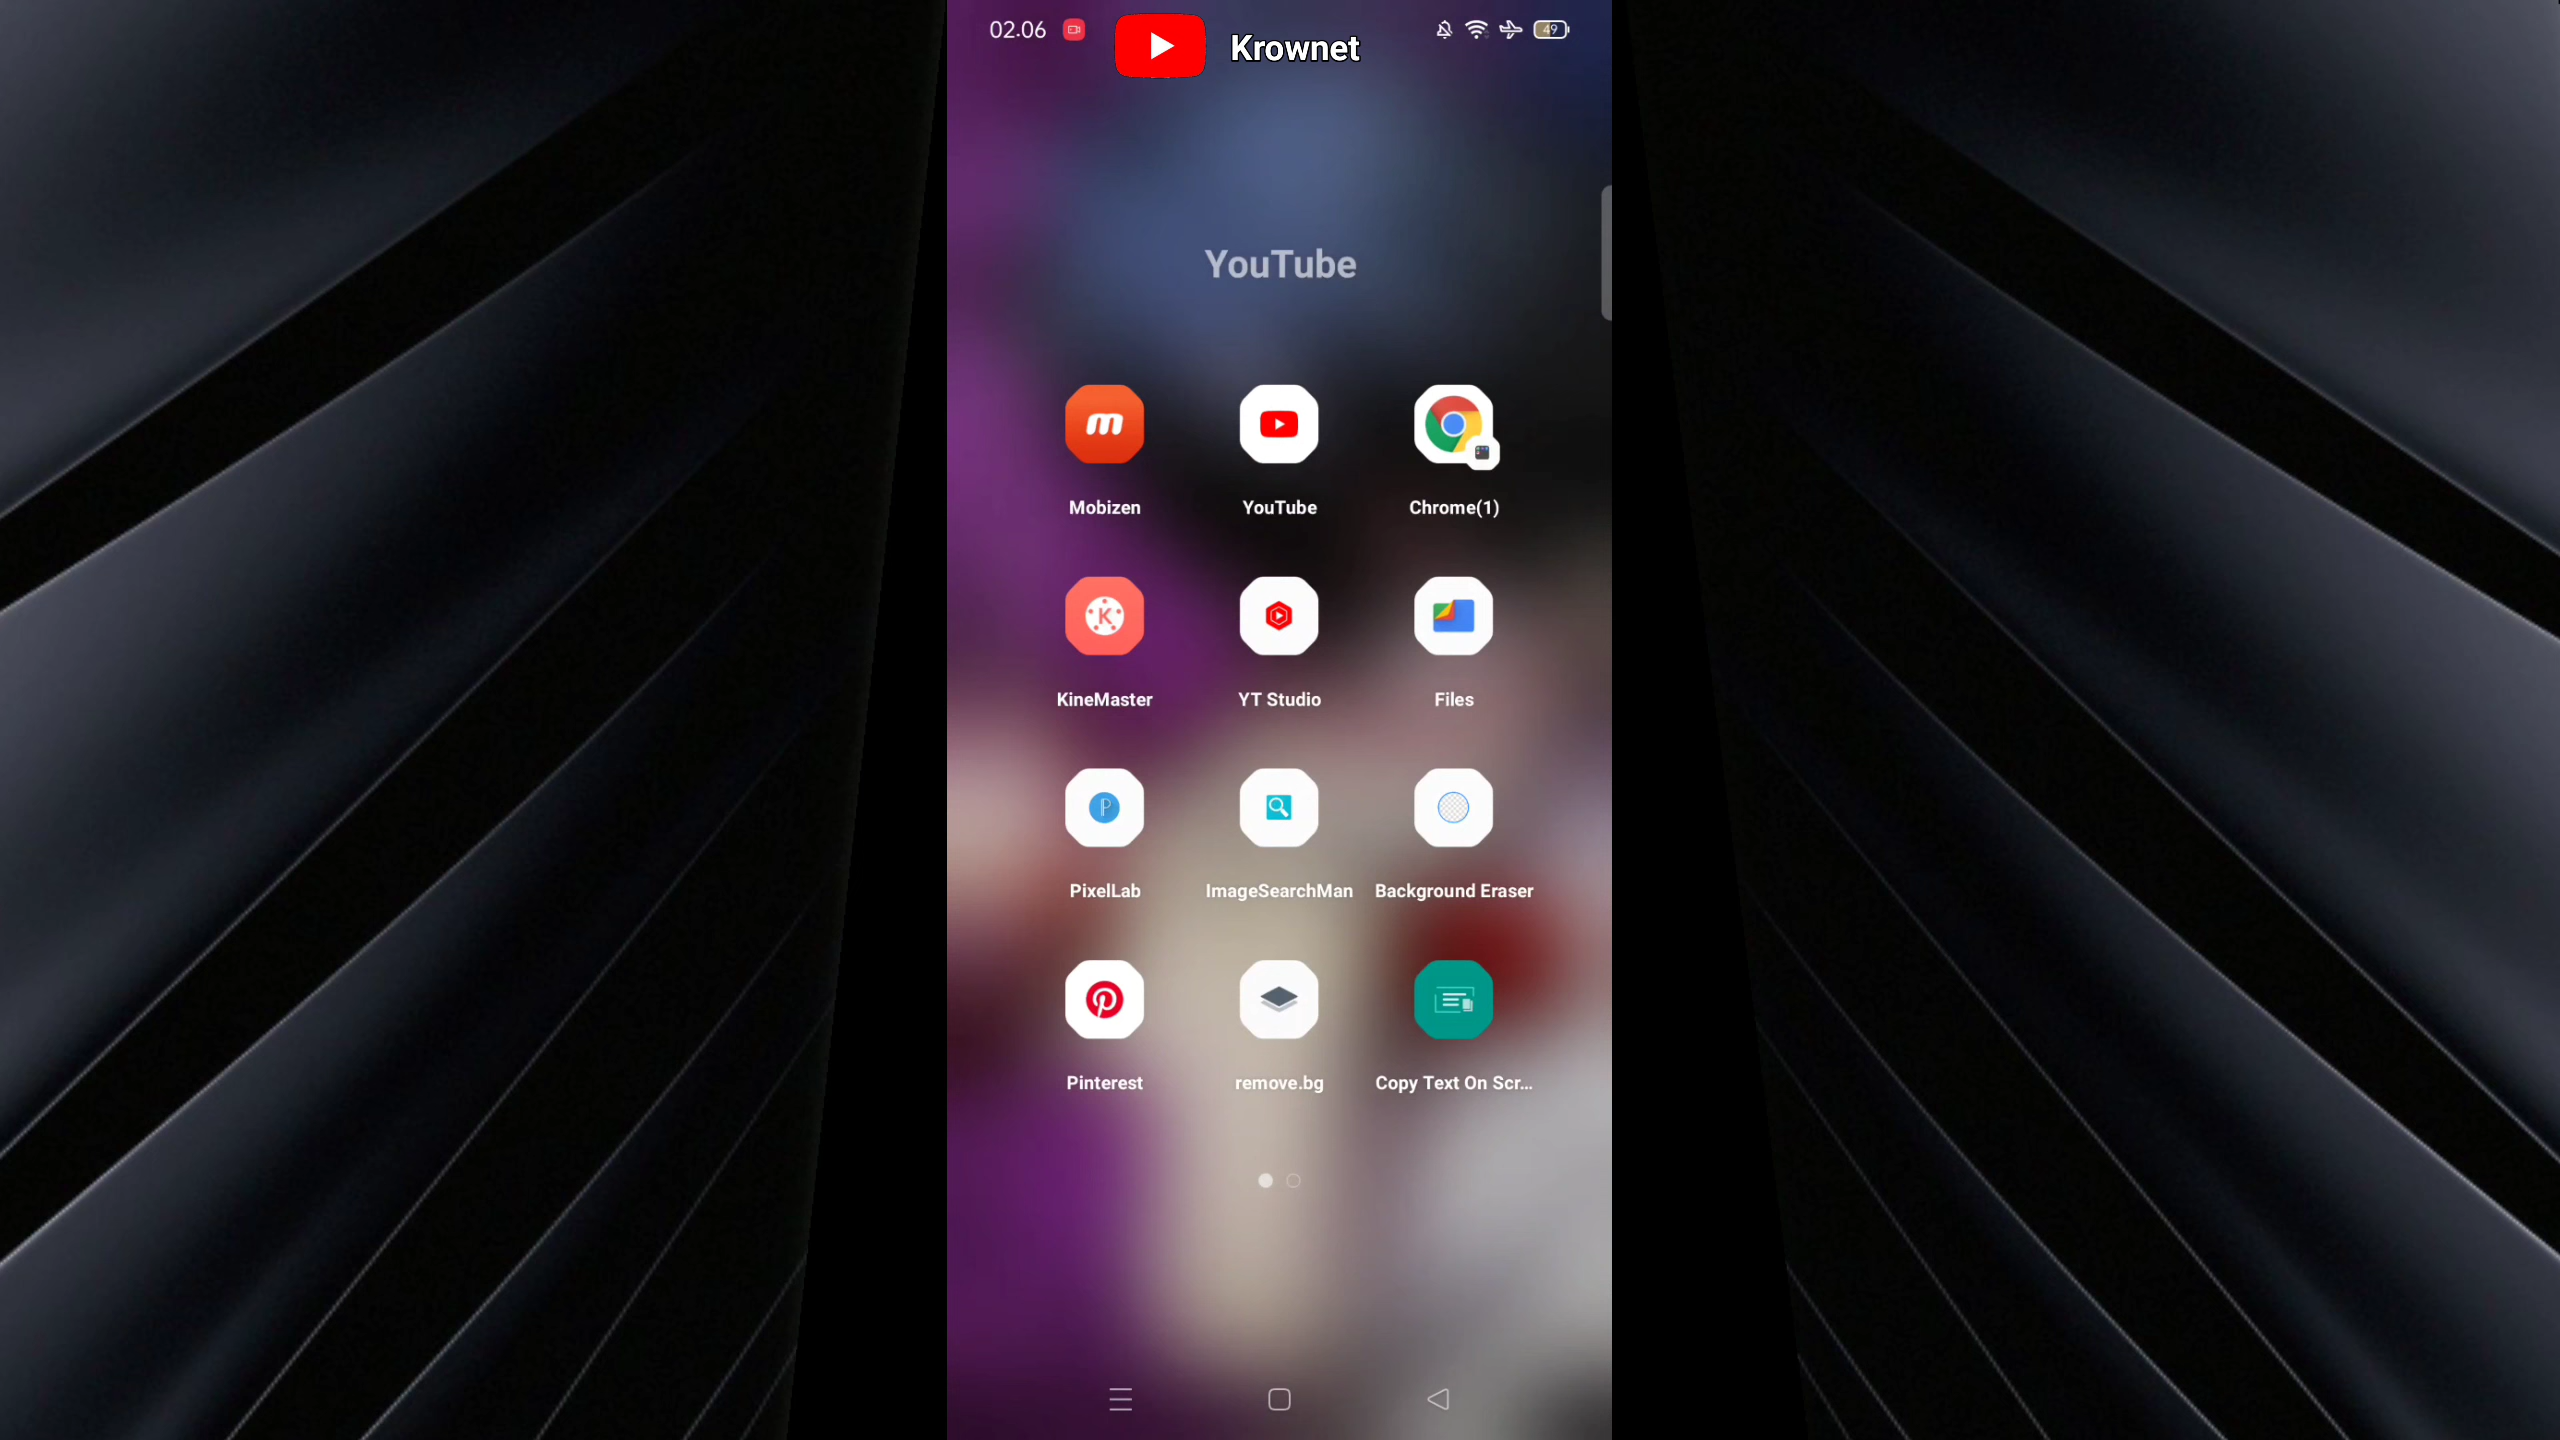 02.06 Krownet 49
YouTube
Mobizen YouTube Chrome(1)
KineMaster YT Studio Files
PixelLab ImageSearchMan Background Eraser
Pinterest remove.bg Copy Text On Scr...